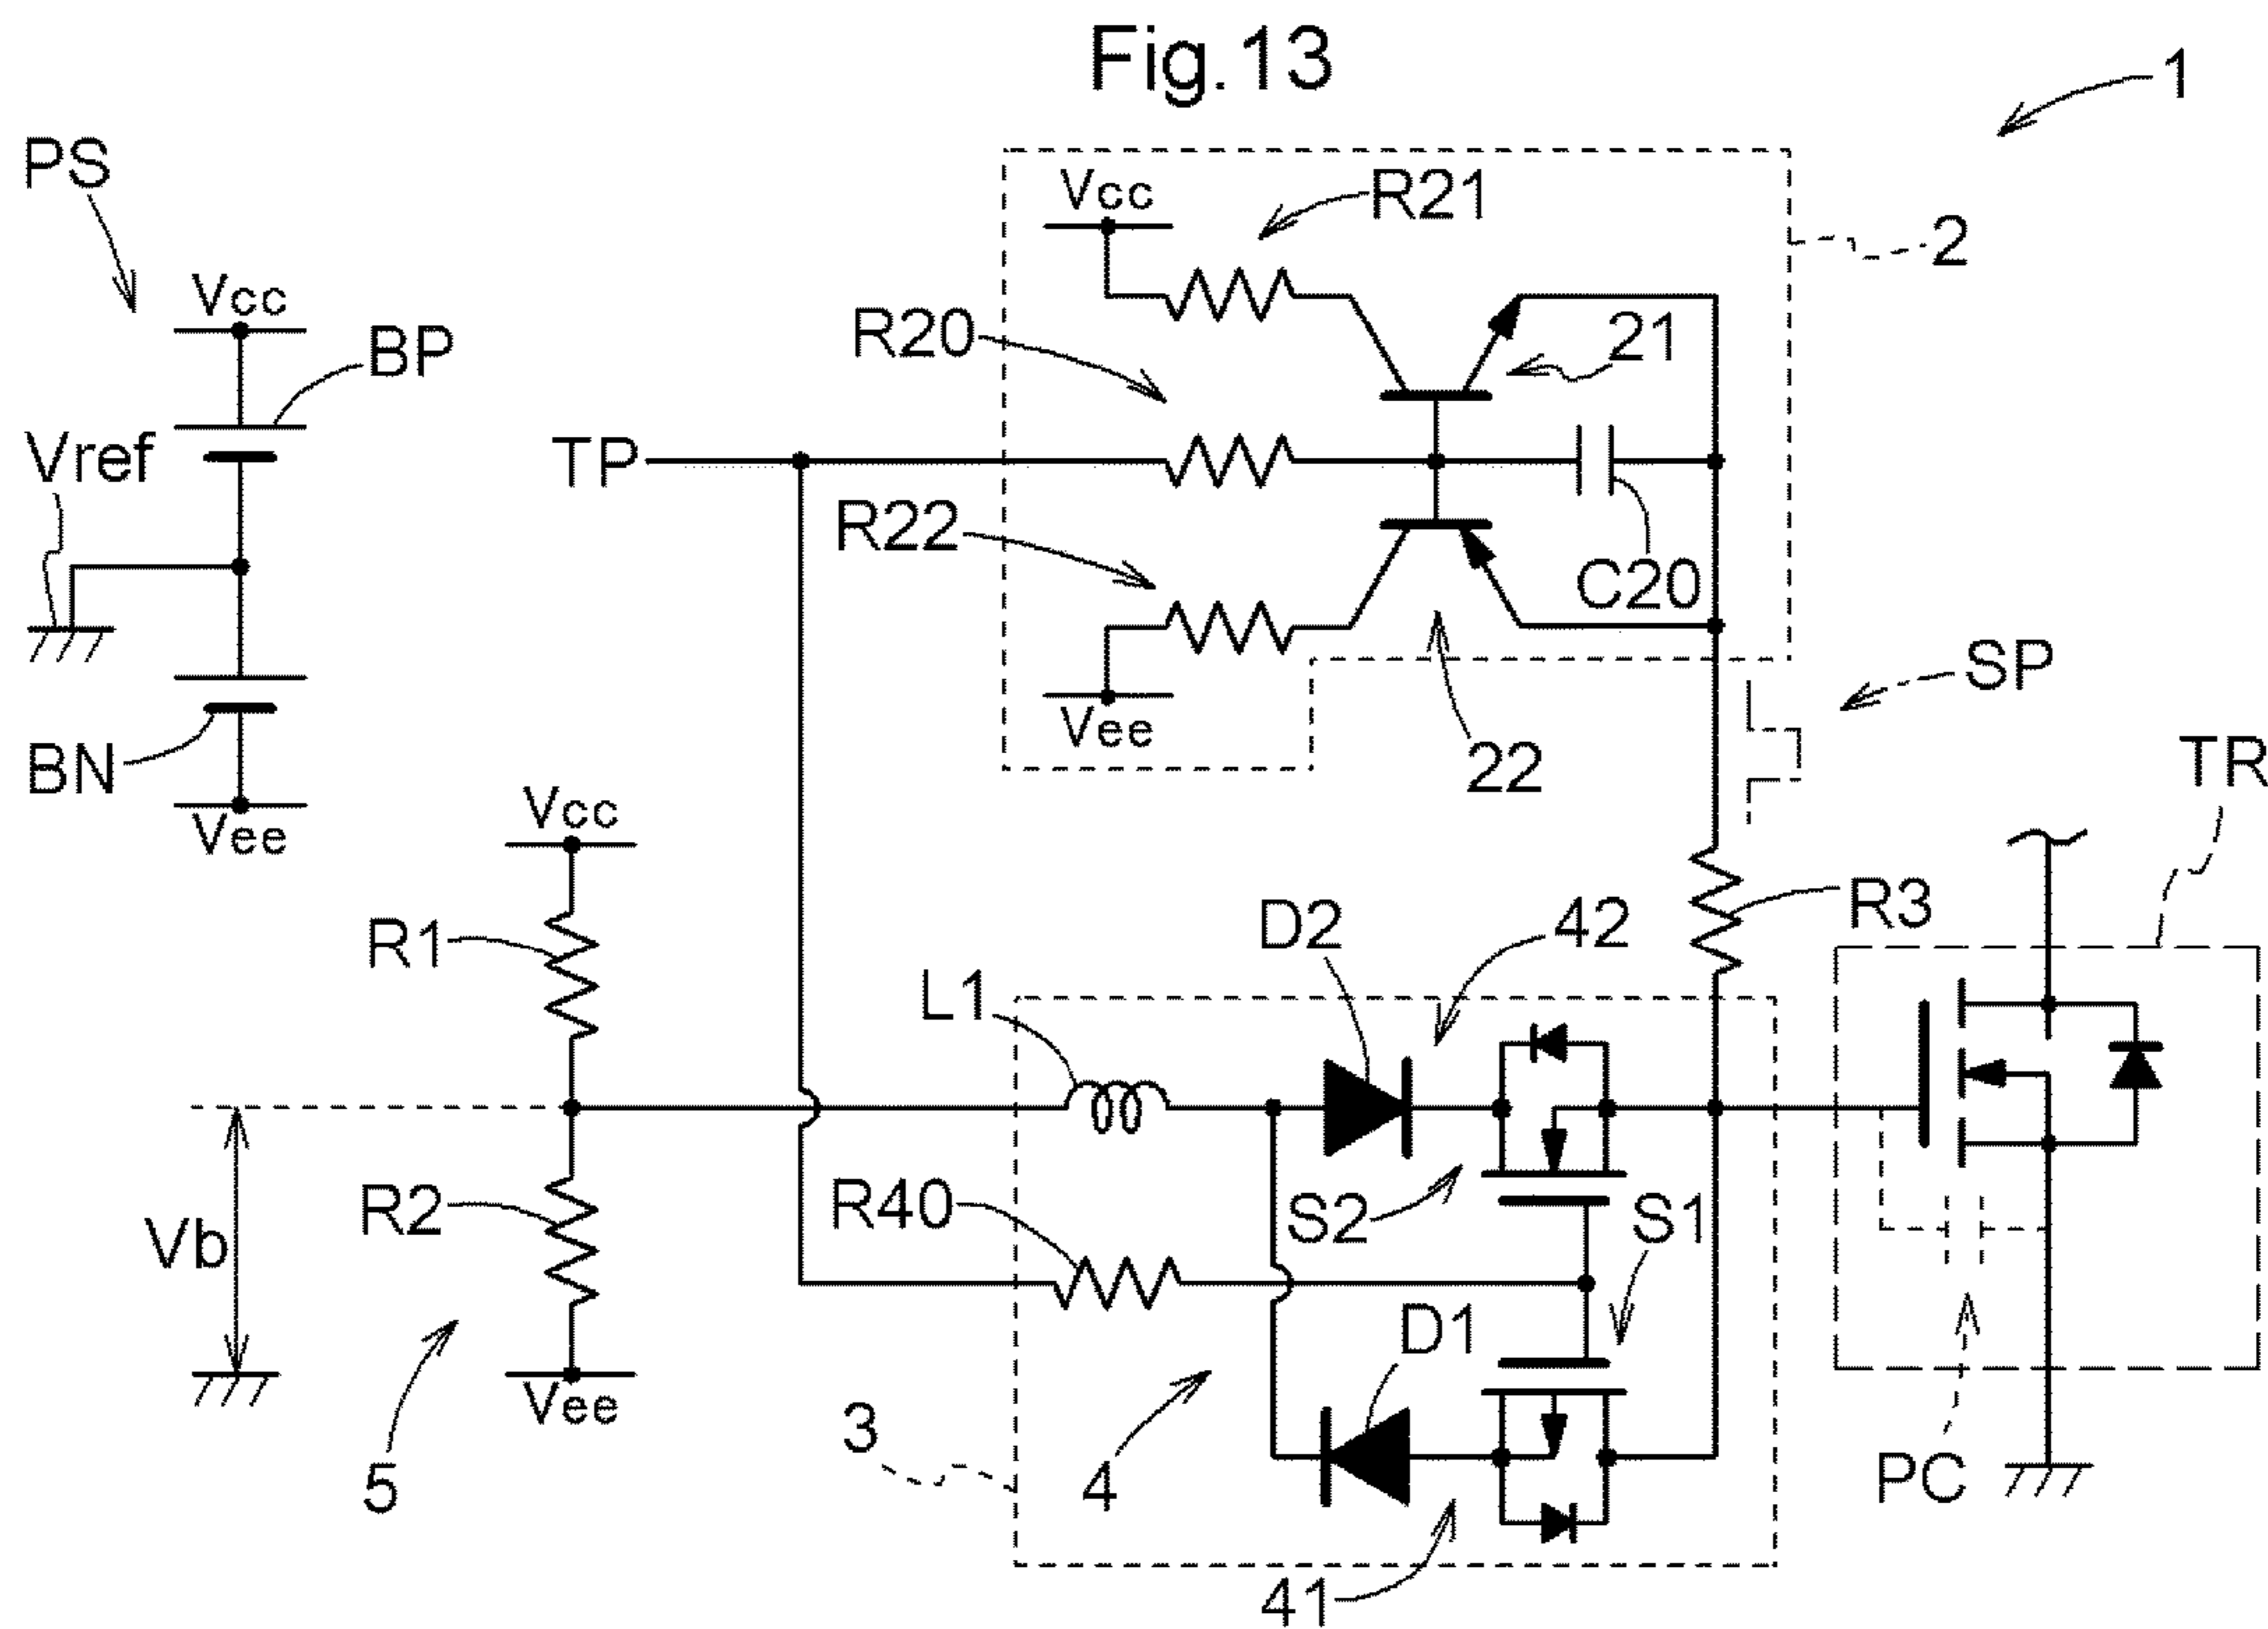 Fig.13
1
PS
Vcc
R21
2
Vcc
BP
R20
21
Vref
TP
R22
C20
SP
Vee
22
BN
TR
Vee
Vcc
R3
R1
D2
42
L1
R2
R40
S2
S1
Vb
D1
Vee
3
4
5
PC
41